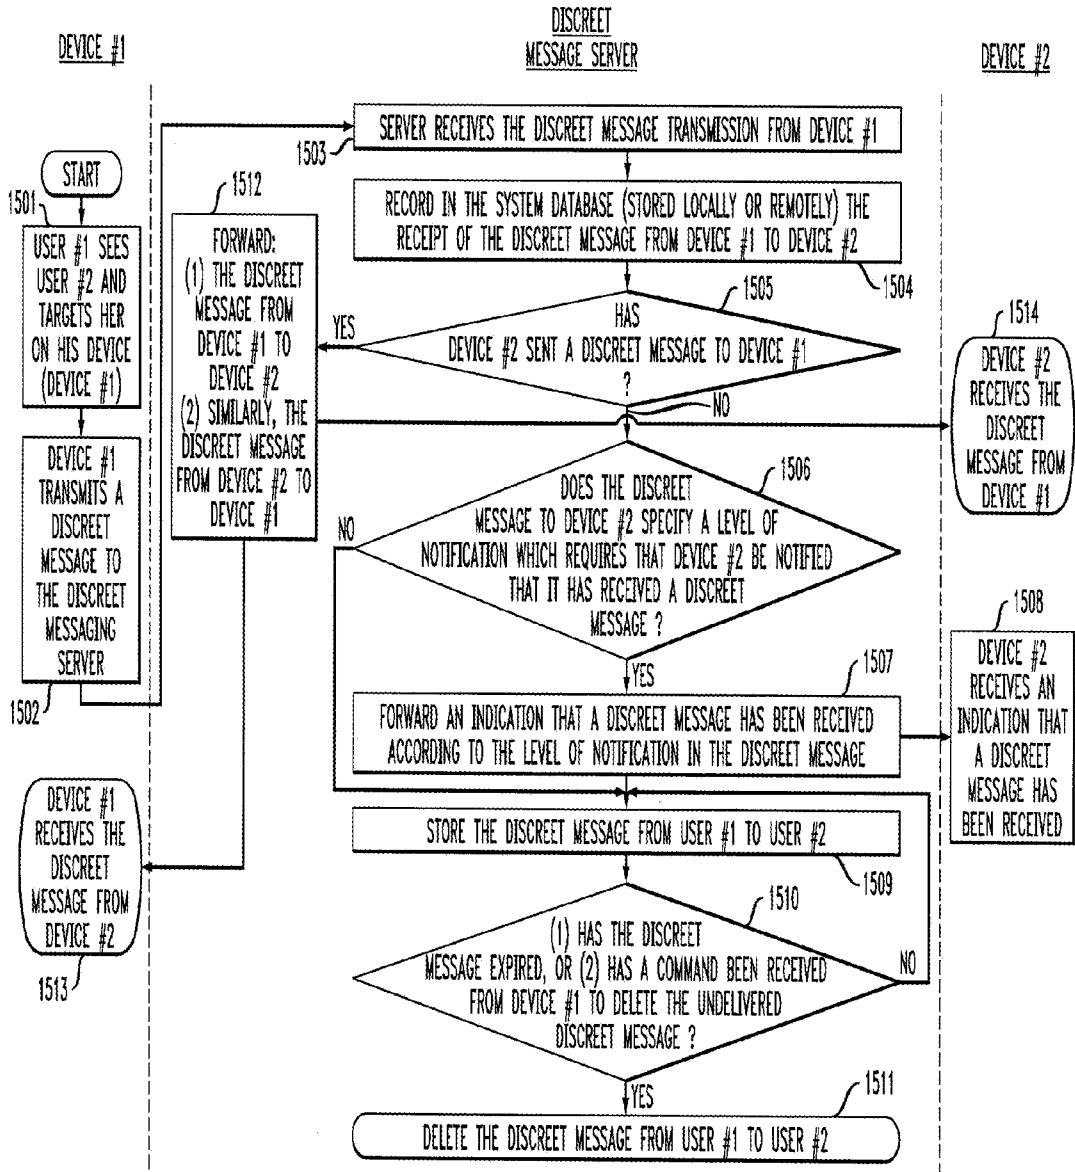 DEVICE #1
DISCREET
MESSAGE SERVER
DEVICE #2
START
1501
USER #1 SEES
USER #2 AND
TARGETS HER
ON HIS DEVICE
(DEVICE #1)
DEVICE #1
TRANSMITS A
DISCREET
MESSAGE TO
THE DISCREET
MESSAGING
SERVER
1502
SERVER RECEIVES THE DISCREET MESSAGE TRANSMISSION FROM DEVICE #1
1503
RECORD IN THE SYSTEM DATABASE (STORED LOCALLY OR REMOTELY) THE
RECEIPT OF THE DISCREET MESSAGE FROM DEVICE #1 TO DEVICE #2
1504
1505
HAS
DEVICE #2 SENT A DISCREET MESSAGE TO DEVICE #1
?
YES
NO
1512
FORWARD:
(1) THE DISCREET
MESSAGE FROM
DEVICE #1 TO
DEVICE #2
(2) SIMILARLY, THE
DISCREET MESSAGE
FROM DEVICE #2 TO
DEVICE #1
1514
DEVICE #2
RECEIVES THE
DISCREET
MESSAGE FROM
DEVICE #1
1506
DOES THE DISCREET
MESSAGE TO DEVICE #2 SPECIFY A LEVEL OF
NOTIFICATION WHICH REQUIRES THAT DEVICE #2 BE NOTIFIED
THAT IT HAS RECEIVED A DISCREET
MESSAGE ?
NO
YES
1507
FORWARD AN INDICATION THAT A DISCREET MESSAGE HAS BEEN RECEIVED
ACCORDING TO THE LEVEL OF NOTIFICATION IN THE DISCREET MESSAGE
1508
DEVICE #2
RECEIVES AN
INDICATION THAT
A DISCREET
MESSAGE HAS
BEEN RECEIVED
STORE THE DISCREET MESSAGE FROM USER #1 TO USER #2
1509
DEVICE #1
RECEIVES THE
DISCREET
MESSAGE FROM
DEVICE #2
1513
1510
(1) HAS THE DISCREET
MESSAGE EXPIRED, OR (2) HAS A COMMAND BEEN RECEIVED
FROM DEVICE #1 TO DELETE THE UNDELIVERED
DISCREET MESSAGE ?
NO
YES
1511
DELETE THE DISCREET MESSAGE FROM USER #1 TO USER #2